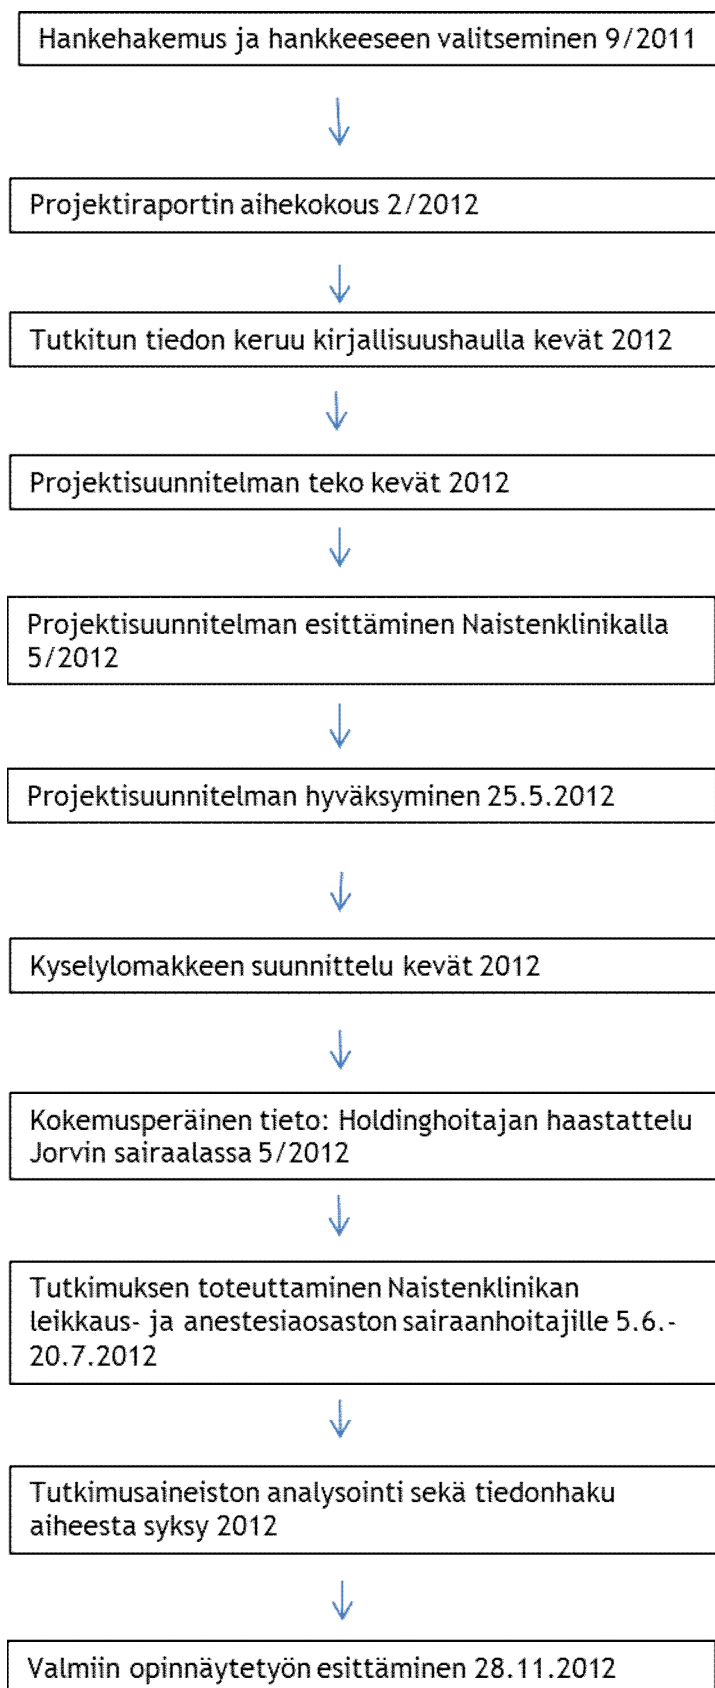 Hankehakemus ja hankkeeseen valitseminen 9/2011
Projektiraportin aihekokous 2/2012
Tutkitun tiedon keruu kirjallisuushaulla kevät 2012
Projektisuunnitelman teko kevät 2012
Projektisuunnitelman esittäminen Naistenklinikalla
5/2012
Projektisuunnitelman hyväksyminen 25.5.2012
Kyselylomakkeen suunnittelu kevät 2012
Kokemusperäinen tieto: Holdinghoitajan haastattelu
Jorvin sairaalassa 5/2012
Tutkimuksen toteuttaminen Naistenklinikan
leikkaus- ja anestesiaosaston sairaanhoitajille 5.6.-
20.7.2012
Tutkimusaineiston analysointi sekä tiedonhaku
aiheesta syksy 2012
Valmiin opinnäytetyön esittäminen 28.11.2012